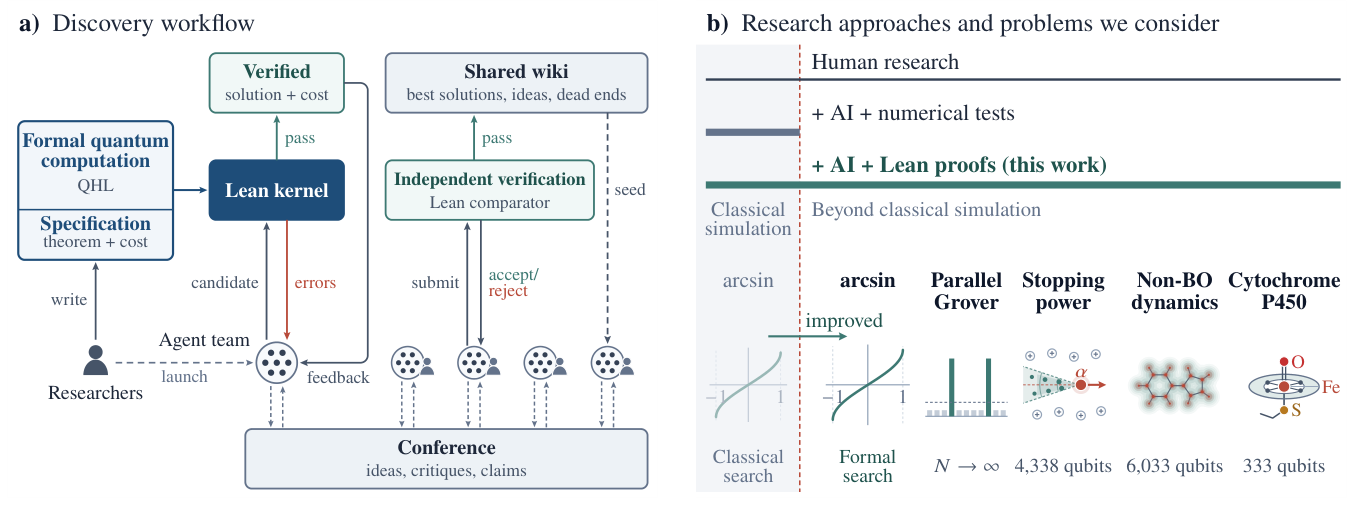 a) Discovery workflow
Verified
solution + cost
Shared wiki
best solutions, ideas, dead ends
pass
pass
Formal quantum
computation
QHL
Specification
theorem + cost
Lean kernel
Independent verification
Lean comparator
seed
write
candidate
errors
submit
accept/
reject
Agent team
launch
feedback
Researchers
Conference
ideas, critiques, claims
b) Research approaches and problems we consider
Human research
+ AI + numerical tests
+ AI + Lean proofs (this work)
Classical
simulation
Beyond classical simulation
arcsin
arcsin
Parallel
Grover
Stopping
power
Non-BO
dynamics
Cytochrome
P450
improved
−1
1
−1
1
α
O
Fe
S
Classical
search
Formal
search
N → ∞
4,338 qubits
6,033 qubits
333 qubits